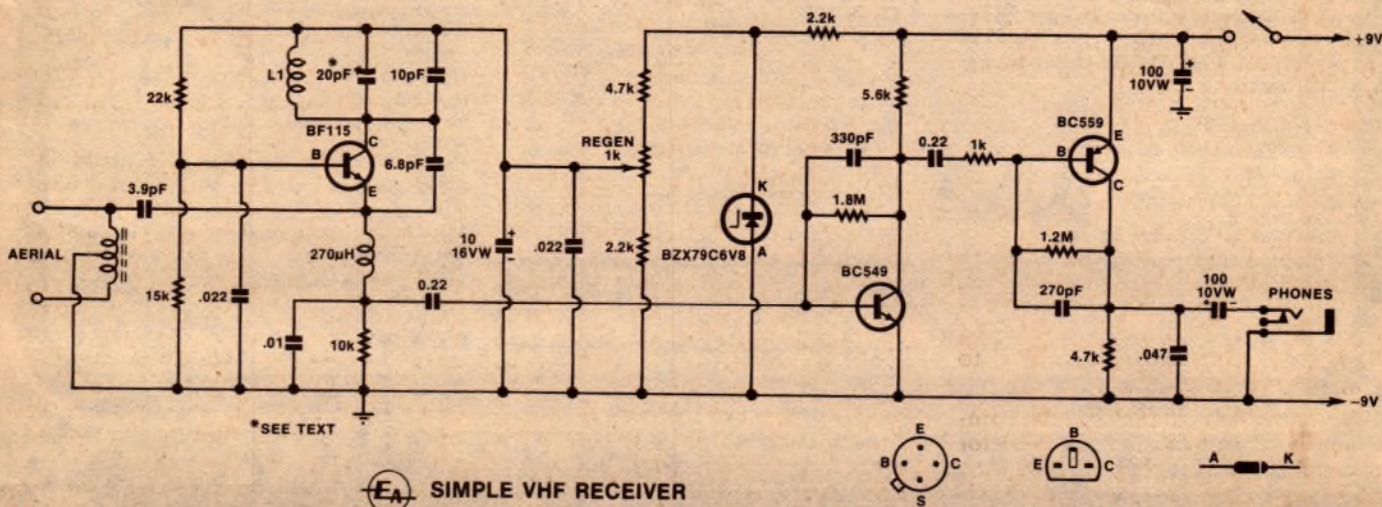 2.2k
+9V
L1
*
20pF
10pF
100
10VW
+
-
22k
4.7k
5.6k
BF115
C
B
E
6.8pF
REGEN
1k
330pF
0.22
1k
BC559
E
B
C
3.9pF
1.8M
K
AERIAL
270µH
10
16VW
+
-
.022
2.2k
BZX79C6V8
A
1.2M
BC549
15k
.022
0.22
270pF
100
10VW
+
-
PHONES
.01
10k
4.7k
.047
-9V
*SEE TEXT
EA SIMPLE VHF RECEIVER
E
B C
S
B
E C
A K